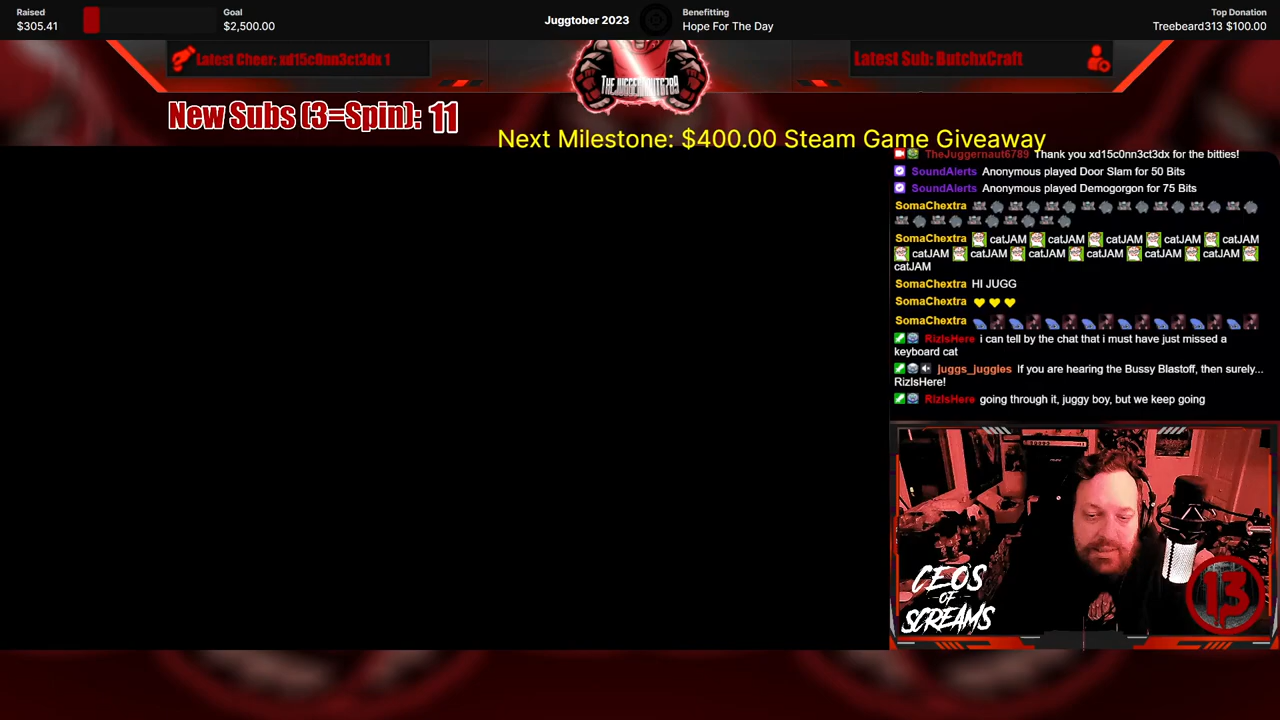 Raised
$305.41
Goal
$2,500.00
Juggtober 2023
Benefitting
Hope For The Day
Top Donation
Treebeard313 $100.00
Latest Cheer: xd15c0nn3ct3dx 1
THEJUGGERNAUT6789
Latest Sub: ButchxCraft
New Subs (3=Spin): 11
Next Milestone: $400.00 Steam Game Giveaway
TheJuggernaut6789 Thank you xd15c0nn3ct3dx for the bitties!
SoundAlerts Anonymous played Door Slam for 50 Bits
SoundAlerts Anonymous played Demogorgon for 75 Bits
SomaChextra
SomaChextra catJAM catJAM catJAM catJAM catJAM
catJAM catJAM catJAM catJAM catJAM catJAM
catJAM
SomaChextra HI JUGG
SomaChextra
SomaChextra
RizIsHere i can tell by the chat that i must have just missed a
keyboard cat
juggs_juggles If you are hearing the Bussy Blastoff, then surely...
RizIsHere!
RizIsHere going through it, juggy boy, but we keep going
CEOS
OF
SCREAMS
13